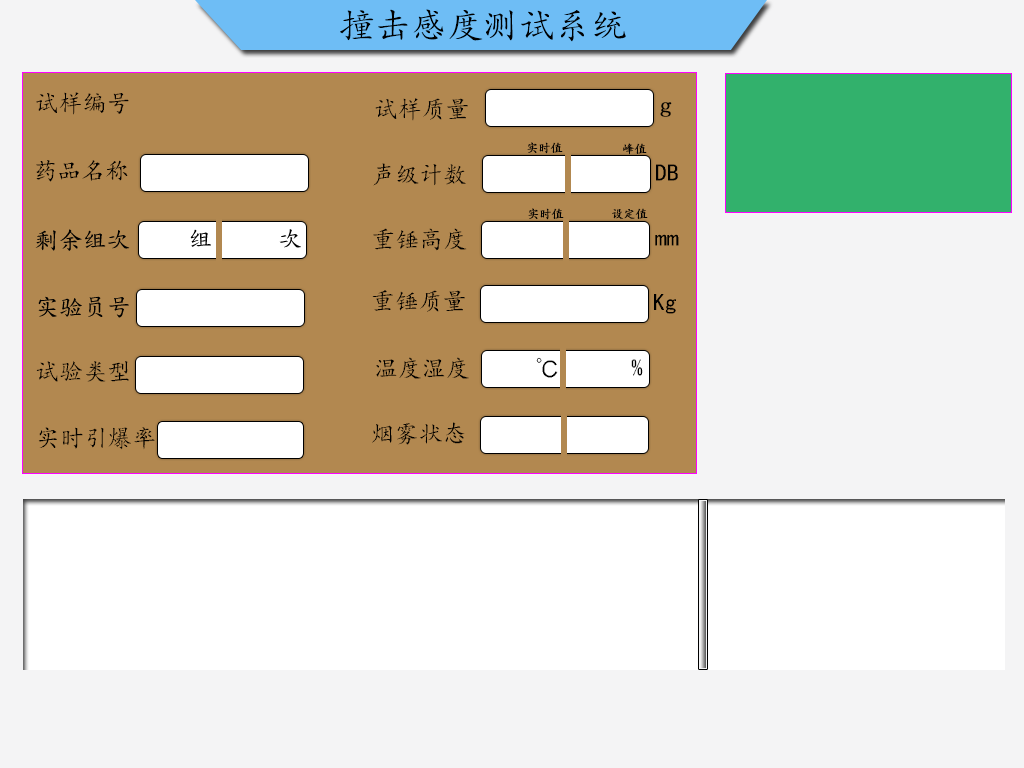 撞击感度测试系统
试样编号
药品名称
剩余组次 组 次
实验员号
试验类型
实时引爆率
试样质量 g
实时值 峰值
声级计数 DB
实时值 设定值
重锤高度 mm
重锤质量 Kg
温度湿度 ℃ %
烟雾状态